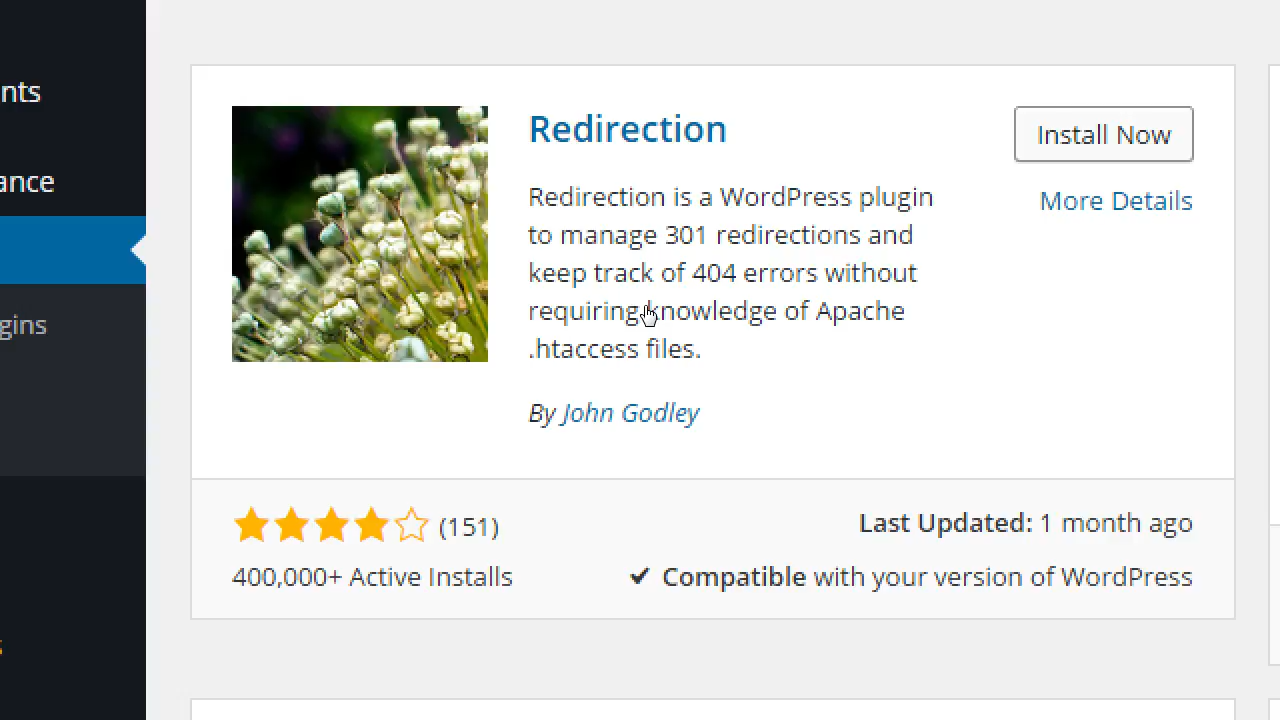 nts
ance
gins
Redirection
Install Now
More Details
Redirection is a WordPress plugin
to manage 301 redirections and
keep track of 404 errors without
requiring knowledge of Apache
.htaccess files.
By John Godley
(151)
Last Updated: 1 month ago
400,000+ Active Installs
Compatible with your version of WordPress
s